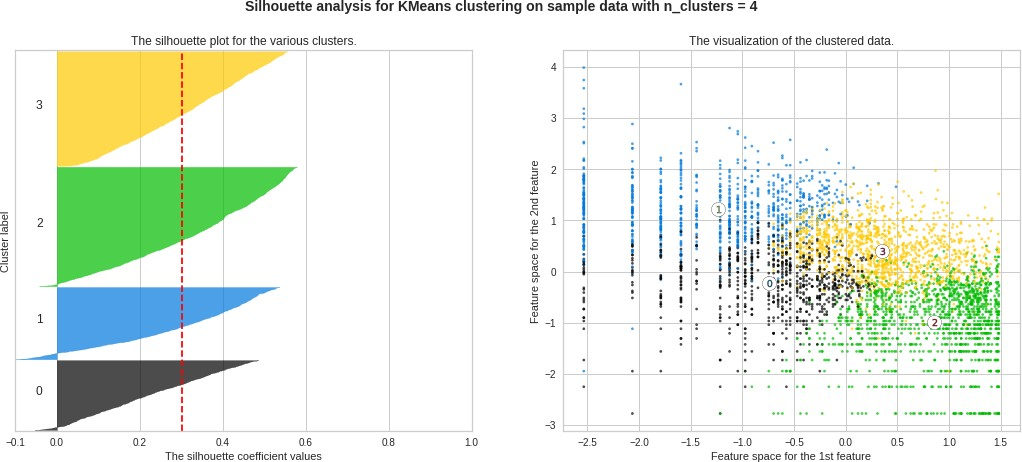 Silhouette analysis for KMeans clustering on sample data with n_clusters = 4
The silhouette plot for the various clusters.
Cluster label
3
2
1
0
−0.1 0.0 0.2 0.4 0.6 0.8 1.0
The silhouette coefficient values
The visualization of the clustered data.
Feature space for the 2nd feature
4
3
2
1
0
−1
−2
−3
1
3
0
2
−2.5 −2.0 −1.5 −1.0 −0.5 0.0 0.5 1.0 1.5
Feature space for the 1st feature